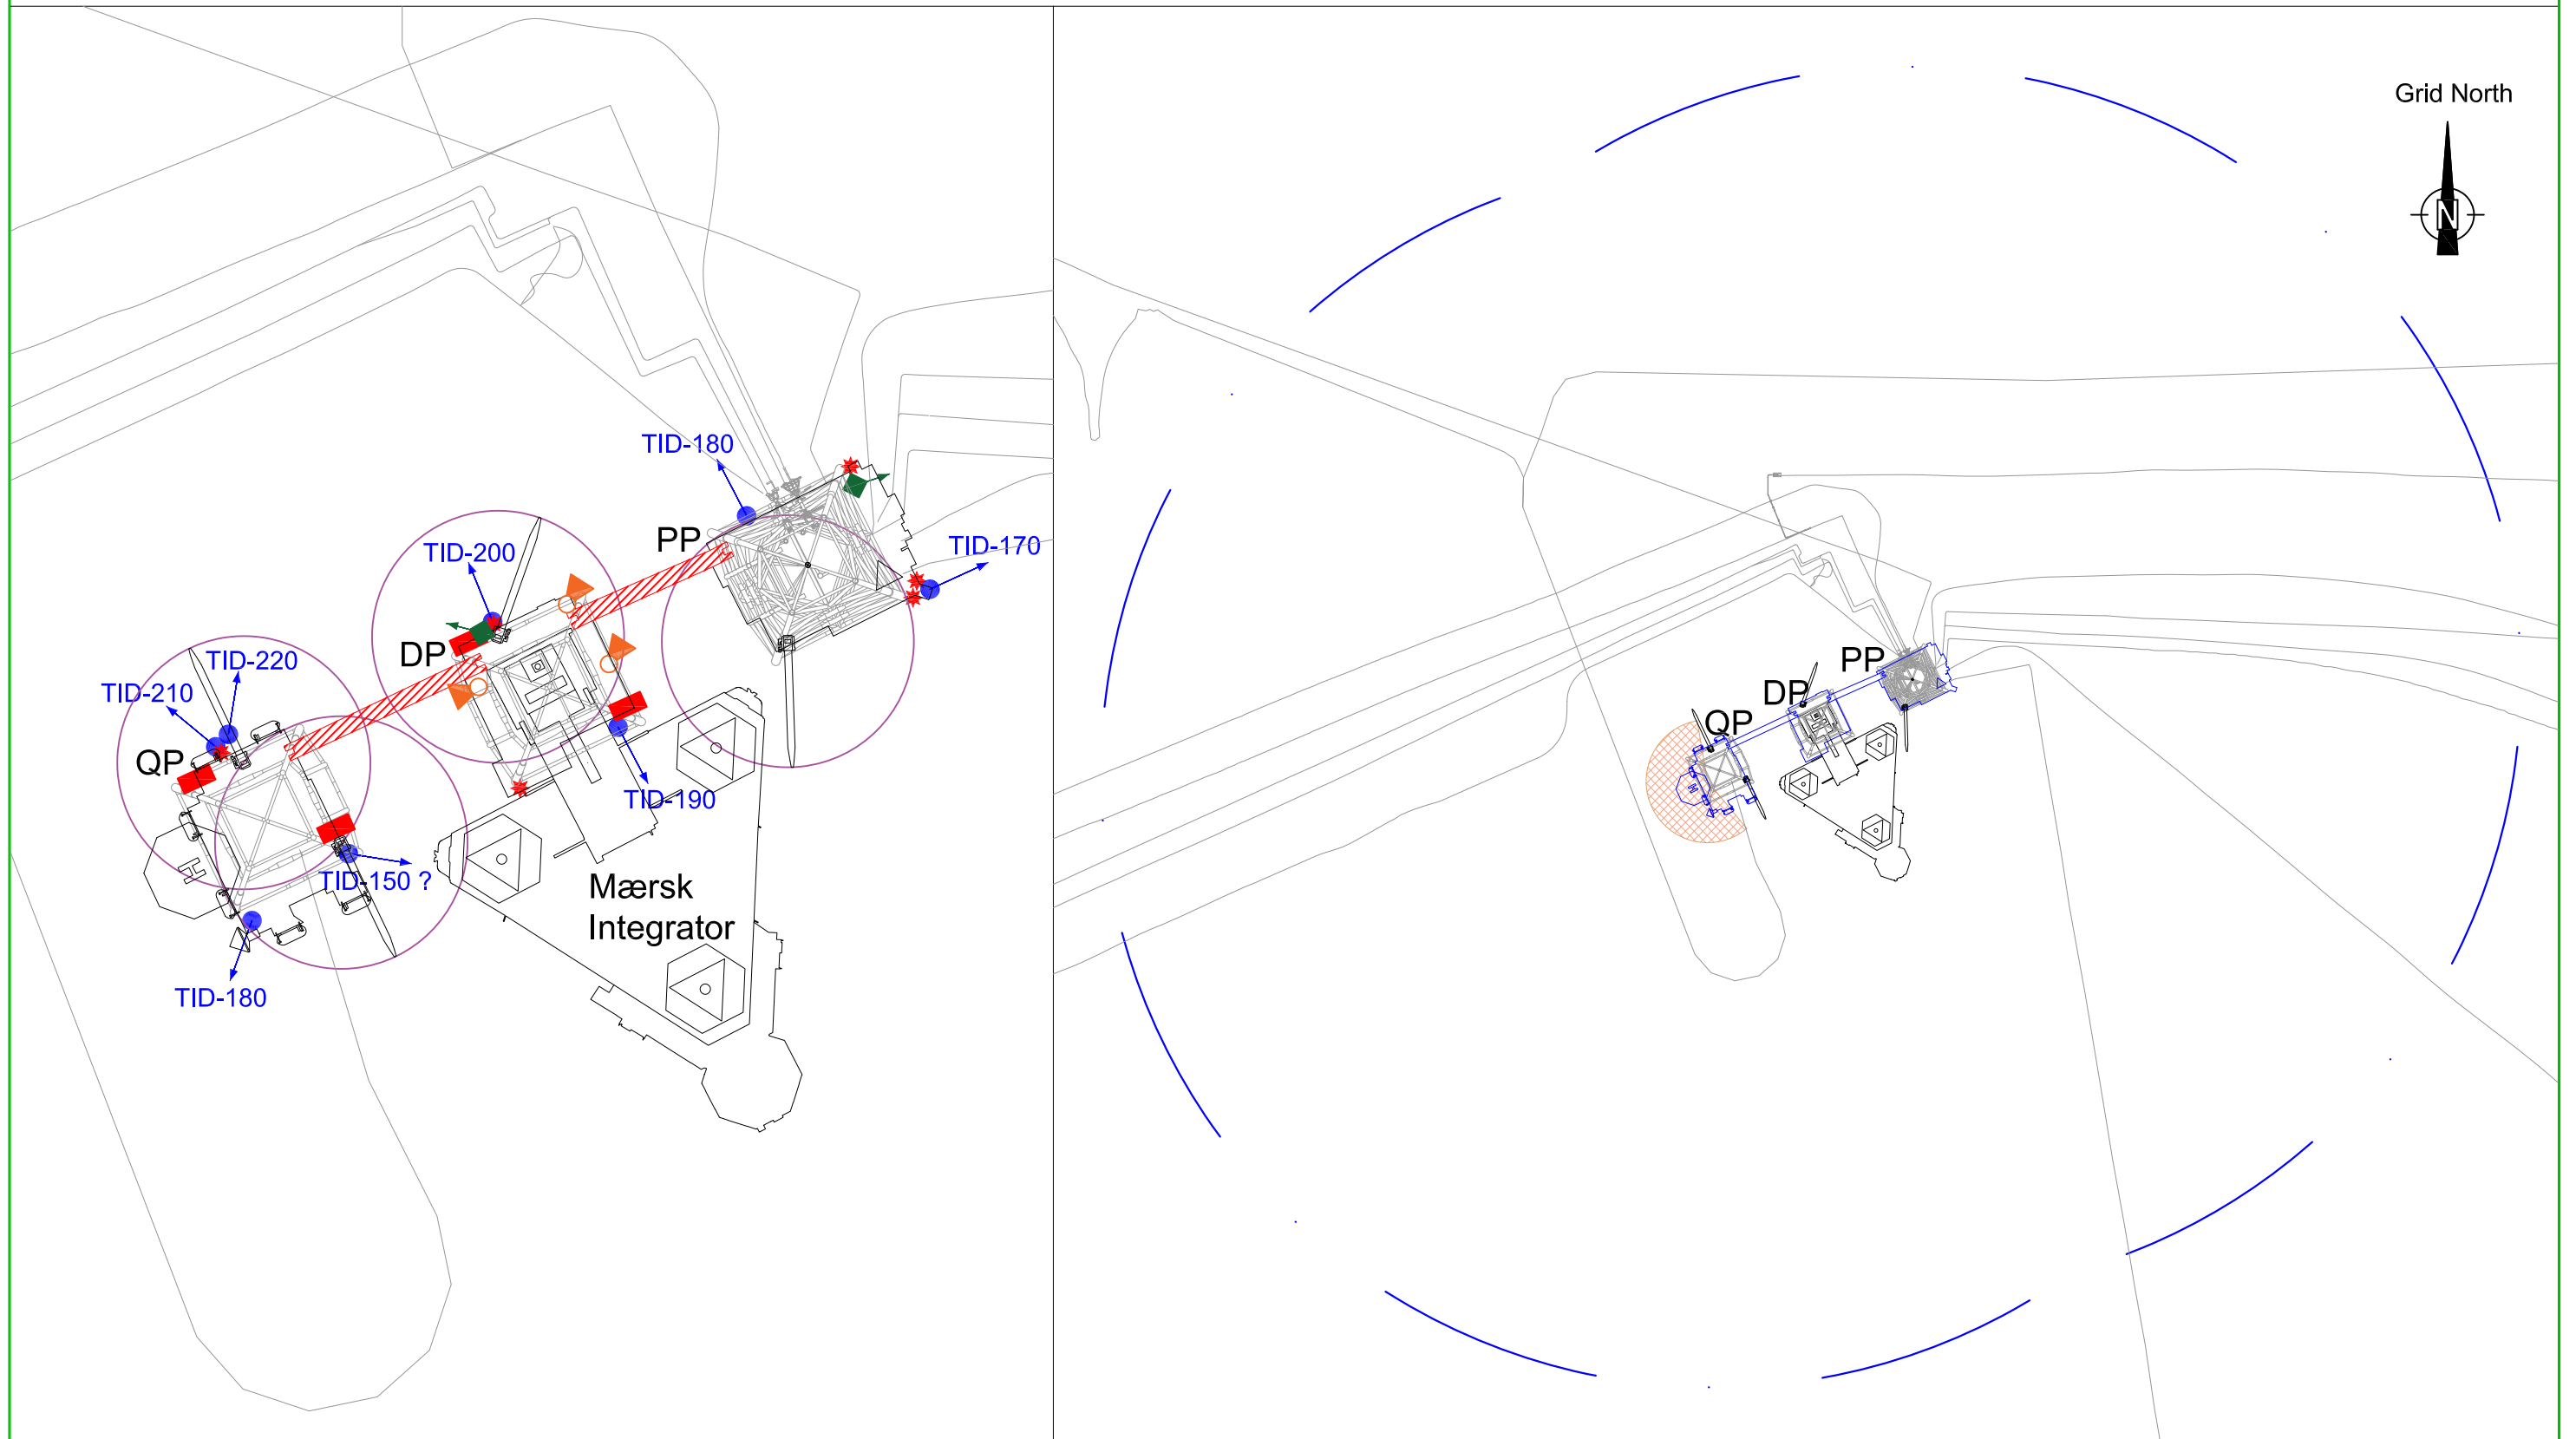 Grid North
N
TID-180
PP
TID-170
TID-200
DP
TID-220
TID-210
QP
TID-190
TID-150 ?
H
Mærsk
Integrator
TID-180
PP
DP
QP
H